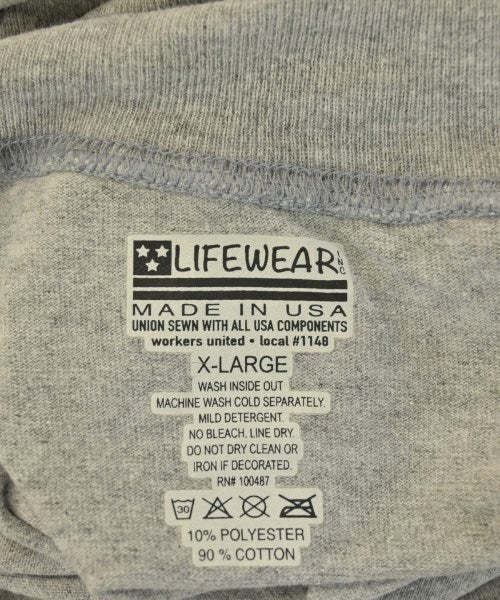 LIFEWEAR INC
MADE IN USA
UNION SEWN WITH ALL USA COMPONENTS
workers united • local #1148
X-LARGE
WASH INSIDE OUT
MACHINE WASH COLD SEPARATELY.
MILD DETERGENT.
NO BLEACH. LINE DRY.
DO NOT DRY CLEAN OR
IRON IF DECORATED.
RN# 100487
30
10% POLYESTER
90% COTTON